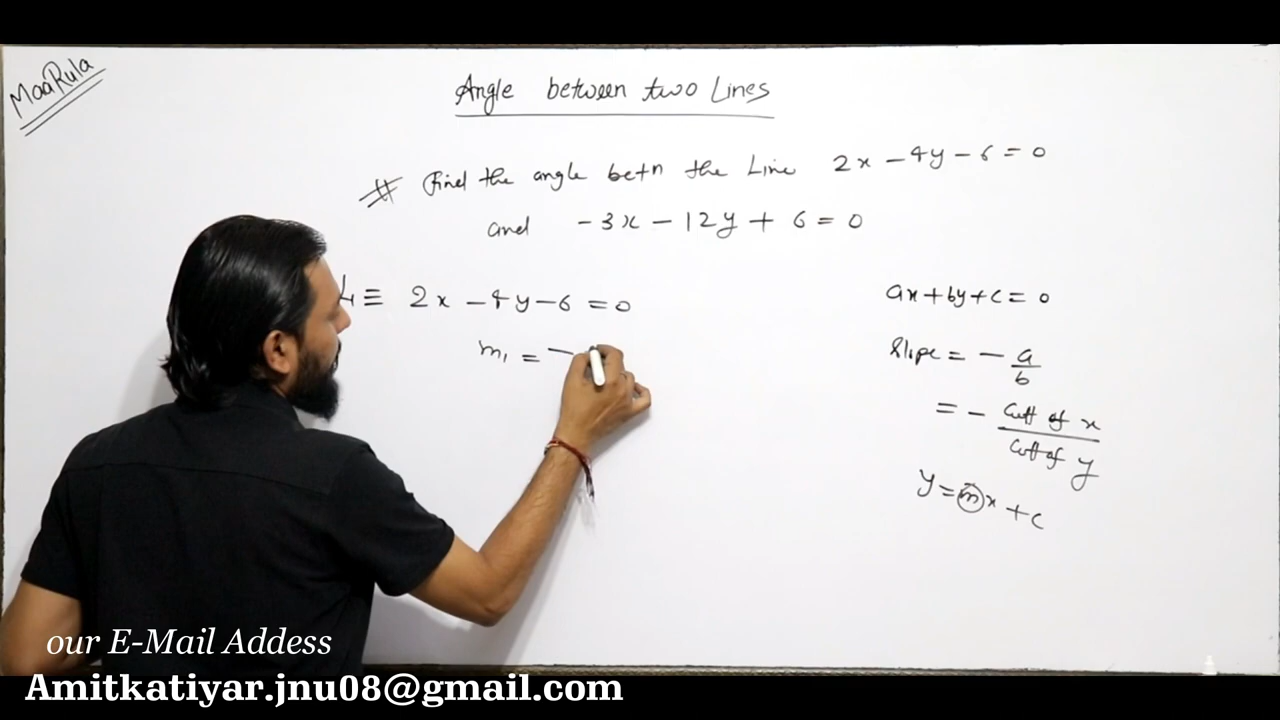 MaaRula
Angle between two Lines
# Find the angle betn the Line 2x - 4y - 6 = 0
and -3x - 12y + 6 = 0
L₁ ≡ 2x - 4y - 6 = 0
m₁ = -
ax + by + c = 0
Slope = - a/b
= - Coff of x / Coff of y
y = mx + c
our E-Mail Addess
Amitkatiyar.jnu08@gmail.com